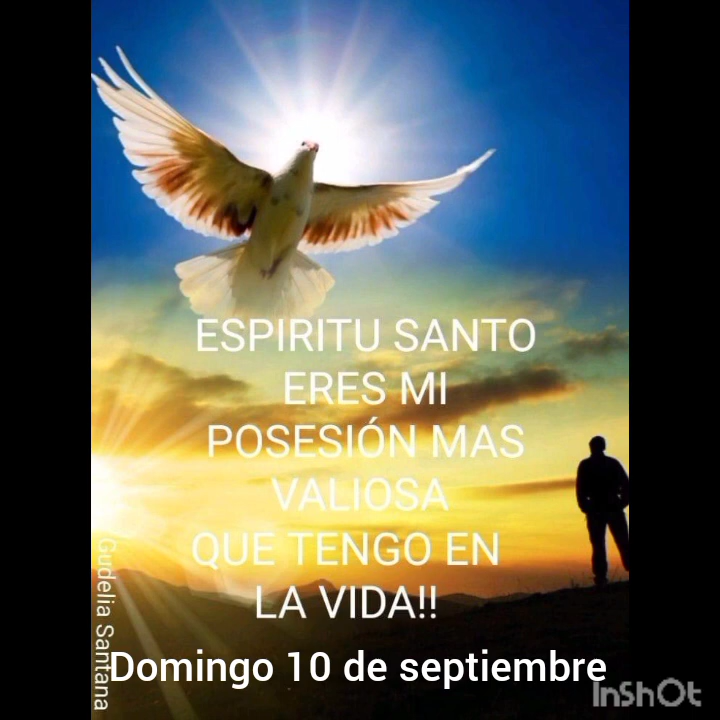 ESPIRITU SANTO
ERES MI
POSESIÓN MAS
VALIOSA
QUE TENGO EN
LA VIDA!!
Gudelia Santana
Domingo 10 de septiembre
InShOt